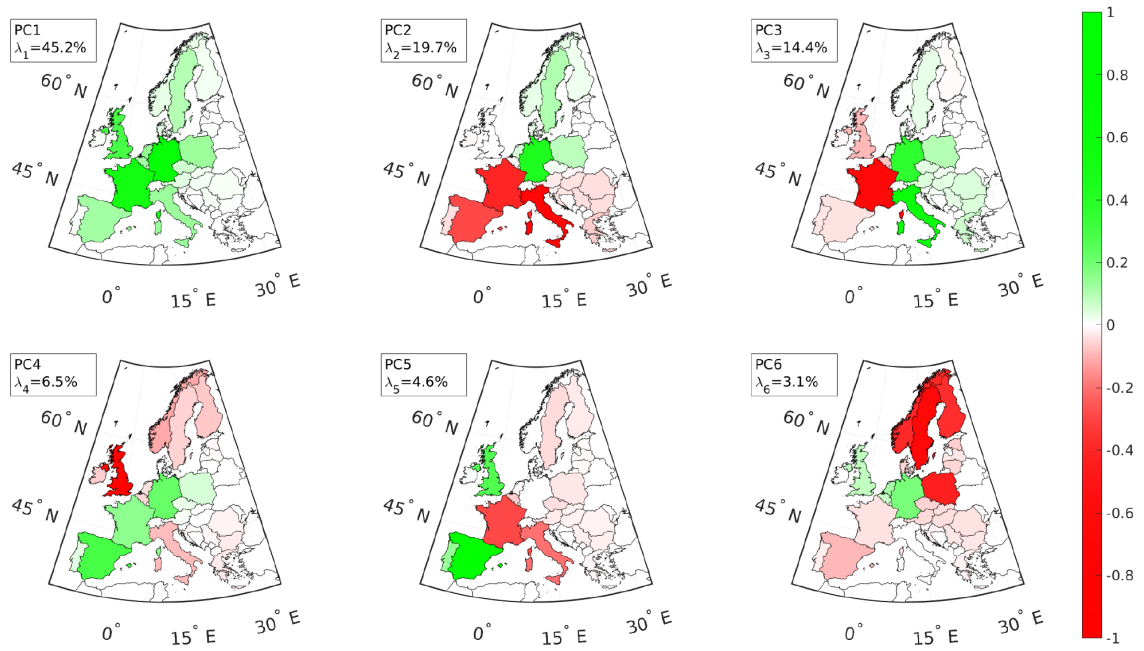 PC1
λ1=45.2%
60° N
45° N
0°
15° E
30° E
PC2
λ2=19.7%
60° N
45° N
0°
15° E
30° E
PC3
λ3=14.4%
60° N
45° N
0°
15° E
30° E
PC4
λ4=6.5%
60° N
45° N
0°
15° E
30° E
PC5
λ5=4.6%
60° N
45° N
0°
15° E
30° E
PC6
λ6=3.1%
60° N
45° N
0°
15° E
30° E
1
0.8
0.6
0.4
0.2
0
-0.2
-0.4
-0.6
-0.8
-1